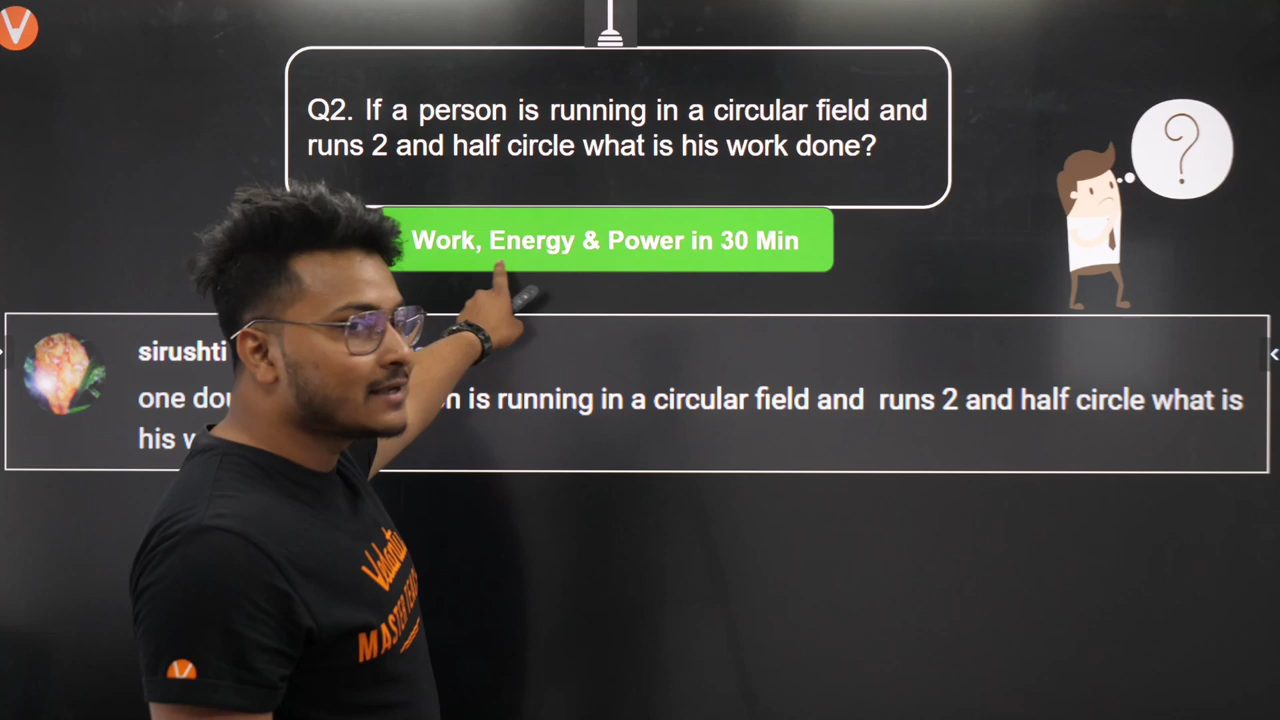 Q2. If a person is running in a circular field and
runs 2 and half circle what is his work done?
Work, Energy & Power in 30 Min
sirushti
one is running in a circular field and runs 2 and half circle what is
his
Vedantu
MASTER